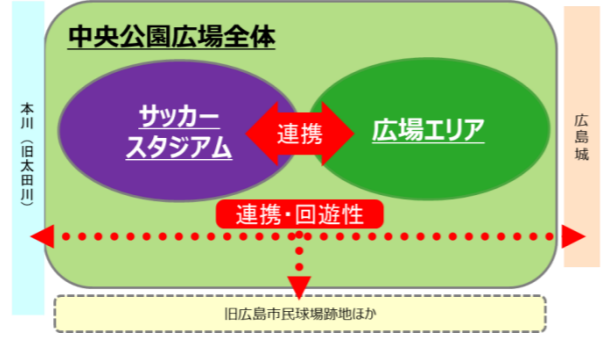 中央公園広場全体
サッカー
スタジアム
連携
広場エリア
連携・回遊性
本川（旧太田川）
広島城
旧広島市民球場跡地ほか